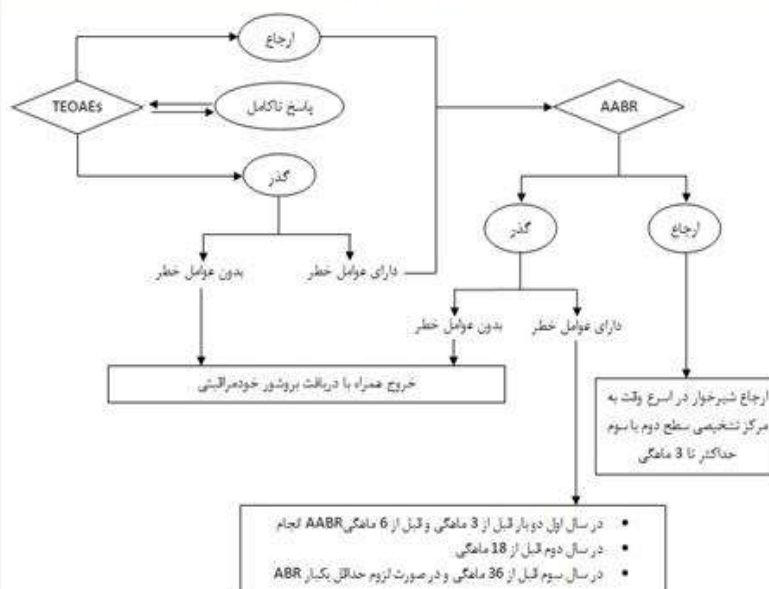 ارجاع
TEOAEs
پاسخ ناکامل
AABR
گذر
گذر
ارجاع
بدون عوامل خطر
دارای عوامل خطر
بدون عوامل خطر
دارای عوامل خطر
خروج همراه با دریافت بروشور خودمراقبتی
ارجاع شیرخوار در اسرع وقت به
مرکز تشخیصی سطح دوم یا سوم
حداکثر تا 3 ماهگی
• در سال اول دوبار قبل از 3 ماهگی و قبل از 6 ماهگی AABR انجام
• در سال دوم قبل از 18 ماهگی
• در سال سوم قبل از 36 ماهگی و در صورت لزوم حداقل یکبار ABR